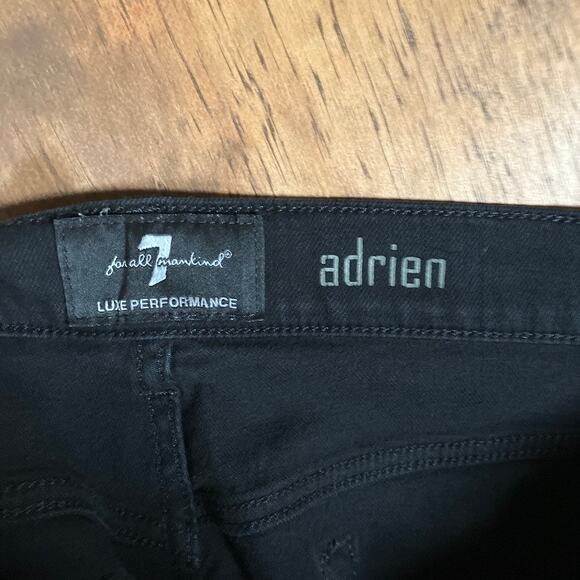 7
for all mankind®
LUXE PERFORMANCE
adrien